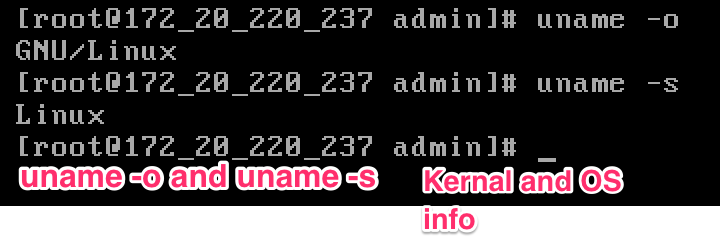 [root@172_20_220_237 admin]# uname -o
GNU/Linux
[root@172_20_220_237 admin]# uname -s
Linux
[root@172_20_220_237 admin]# _
uname -o and uname -s
Kernal and OS
info